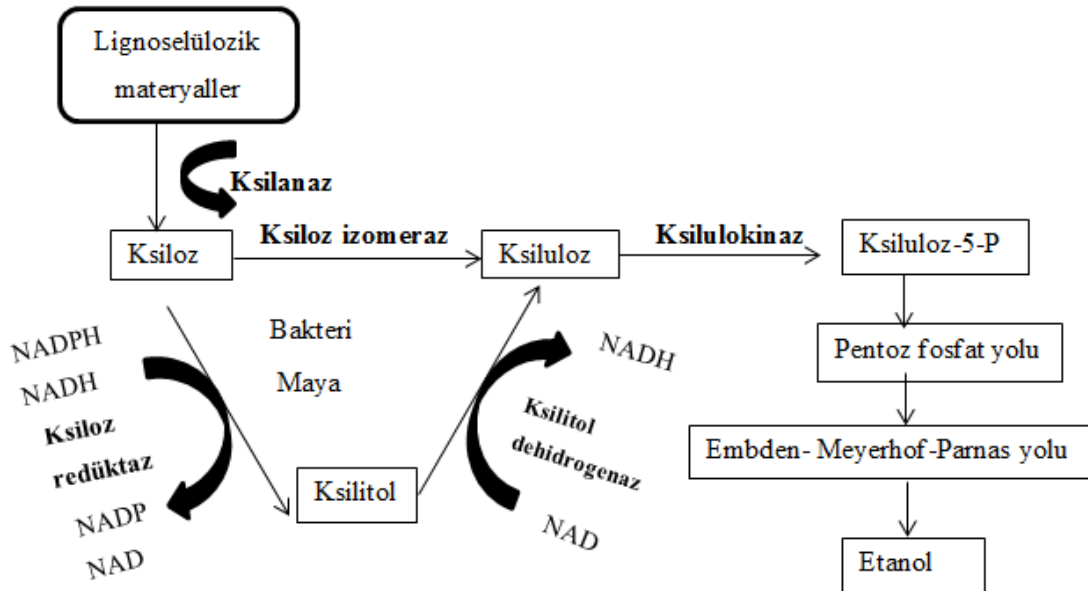 Lignoselülozik
materyaller
Ksilanaz
Ksiloz
Ksiloz izomeraz
Ksiluloz
Ksilulokinaz
Ksiluloz-5-P
NADPH
NADH
Ksiloz
redüktaz
NADP
NAD
Bakteri
Maya
Ksilitol
NADH
Ksilitol
dehidrogenaz
NAD
Pentoz fosfat yolu
Embden- Meyerhof-Parnas yolu
Etanol